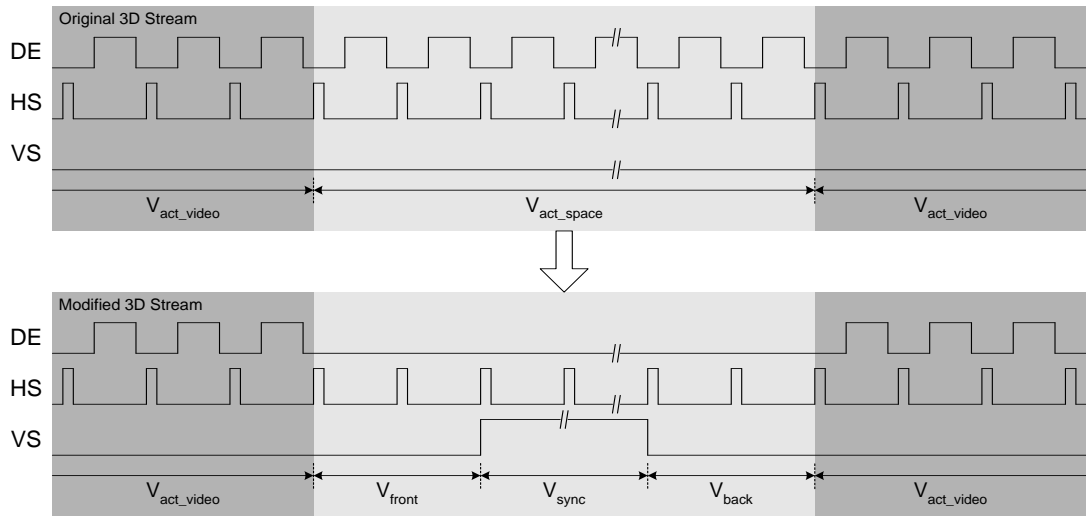 Original 3D Stream
DE
HS
VS
V_act_video V_act_space V_act_video
Modified 3D Stream
DE
HS
VS
V_act_video V_front V_sync V_back V_act_video